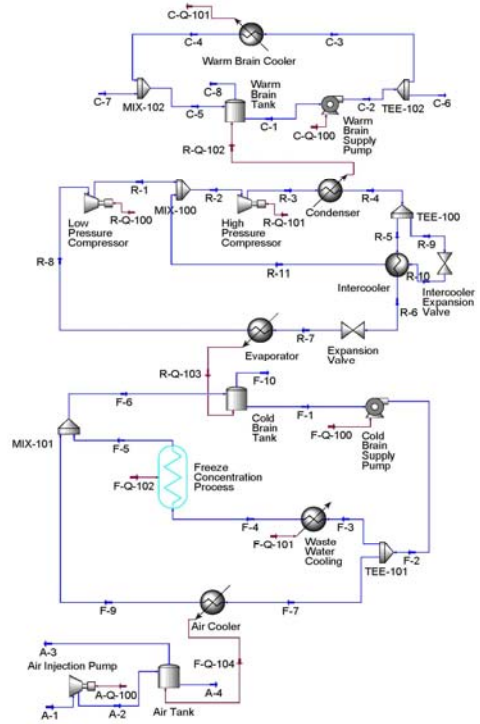 C-Q-101
C-4
C-3
Warm Brain Cooler
C-8
Warm
Brain
Tank
C-7
MIX-102
C-5
C-1
C-2
TEE-102
C-6
C-Q-100
Warm
Brain
Supply
Pump
R-Q-102
R-1
R-2
R-3
R-4
MIX-100
Low
Pressure
Compressor
R-Q-100
High
Pressure
Compressor
R-Q-101
Condenser
TEE-100
R-5
R-9
R-8
R-11
R-10
Intercooler
Intercooler
Expansion
Valve
R-6
R-7
Evaporator
Expansion
Valve
R-Q-103
F-10
F-6
F-1
Cold
Brain
Tank
F-Q-100
Cold
Brain
Supply
Pump
MIX-101
F-5
Freeze
Concentration
Process
F-Q-102
F-4
F-3
F-Q-101
Waste
Water
Cooling
F-2
TEE-101
F-9
F-7
Air Cooler
A-3
Air Injection Pump
F-Q-104
A-Q-100
A-4
A-1
A-2
Air Tank